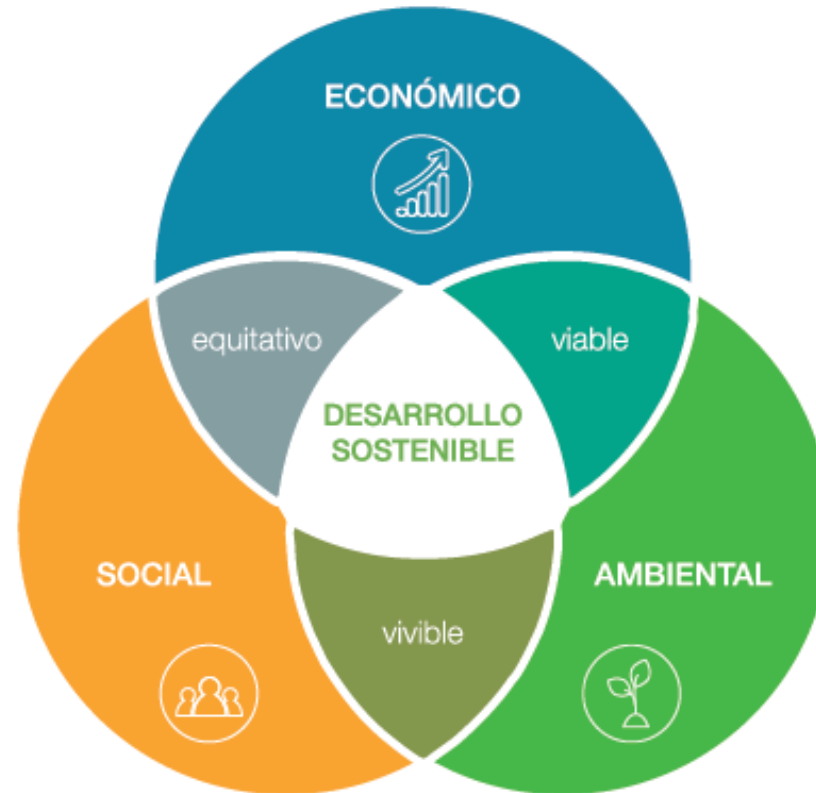 ECONÓMICO
equitativo
viable
DESARROLLO
SOSTENIBLE
SOCIAL
AMBIENTAL
vivible